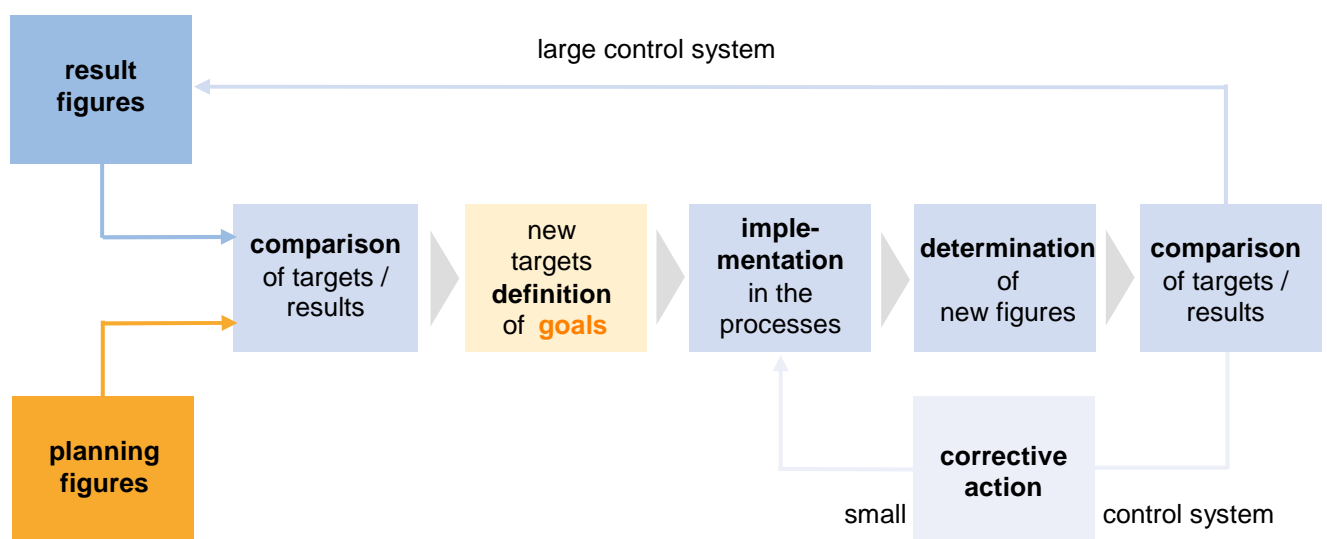 large control system
result
figures
comparison
of targets /
results
new
targets
definition
of goals
imple-
mentation
in the
processes
determination
of
new figures
comparison
of targets /
results
planning
figures
corrective
action
small
control system